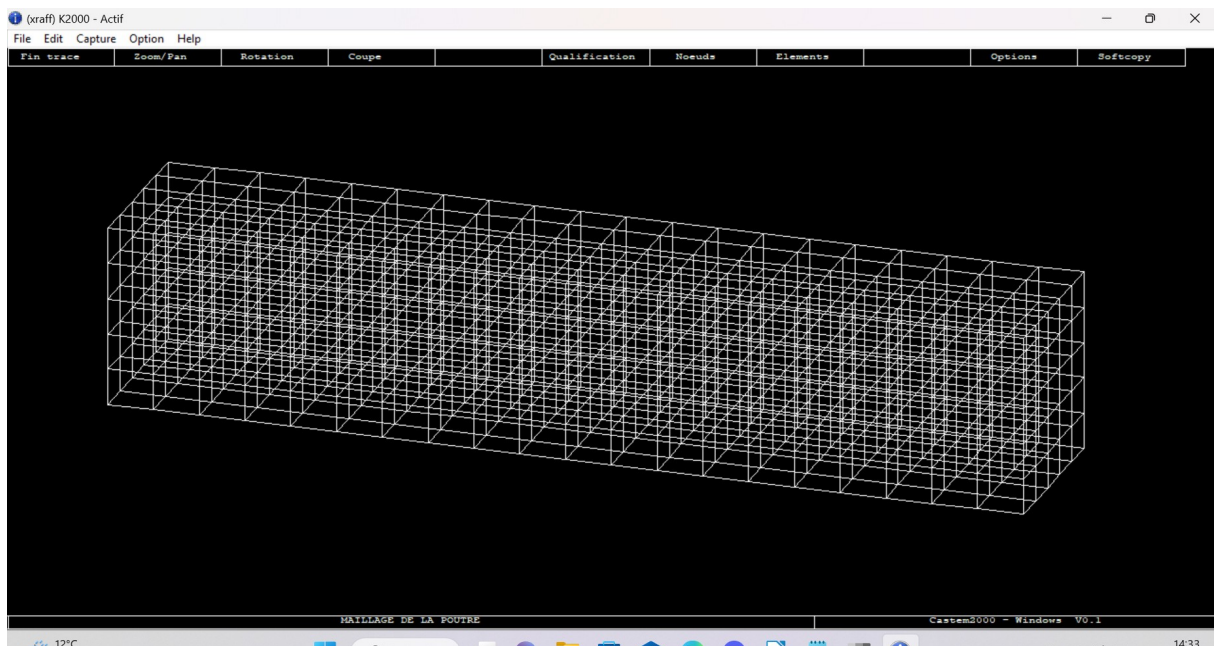 (xraff) K2000 - Actif
File Edit Capture Option Help
Fin trace Zoom/Pan Rotation Coupe Qualification Noeuds Elements Options Softcopy
MAILLAGE DE LA POUTRE Castem2000 - Windows V0.1
12°C 14:33